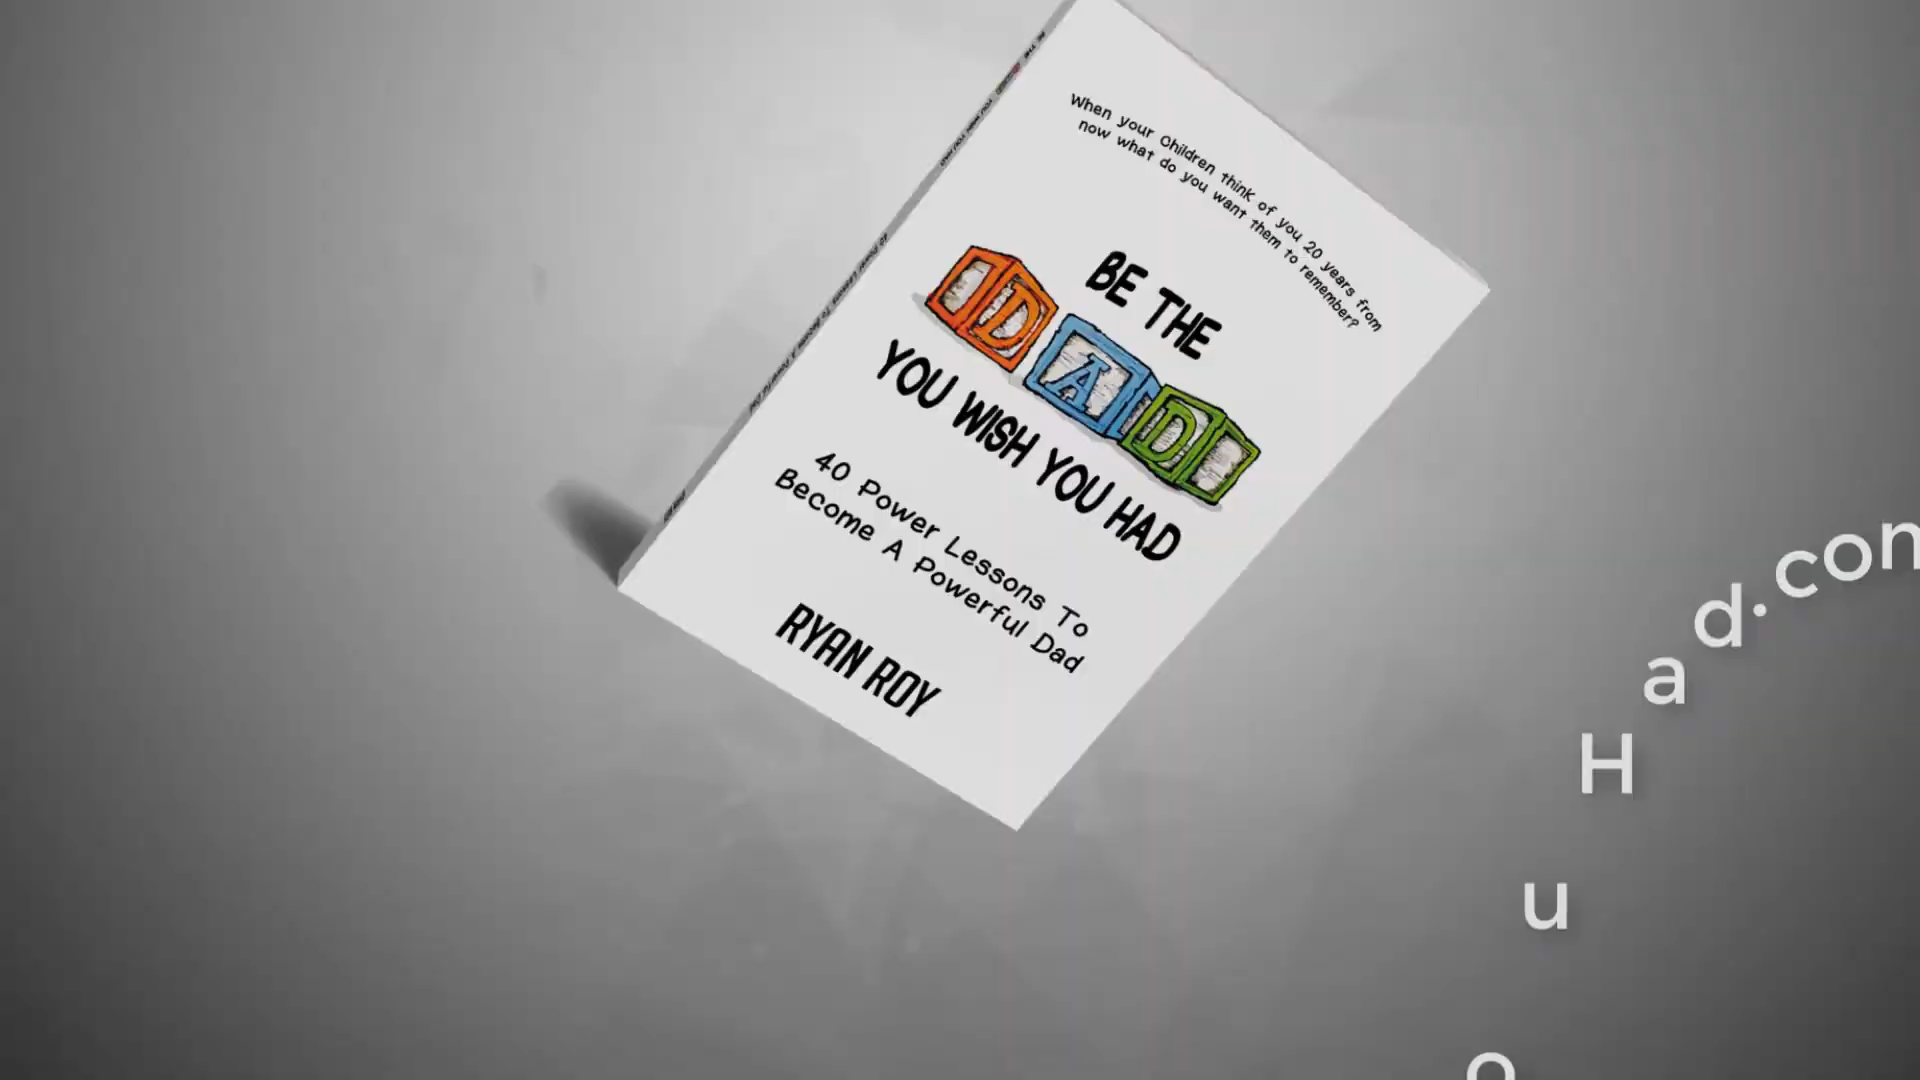 When your Children think of you 20 years from
now what do you want them to remember?
BE THE
DAD
YOU WISH YOU HAD
40 Power Lessons To
Become A Powerful Dad
RYAN ROY